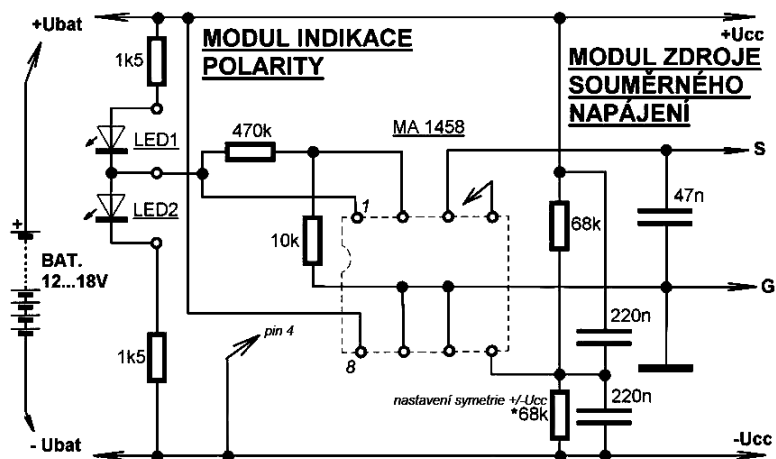 +Ubat
+Ucc
MODUL INDIKACE
POLARITY
MODUL ZDROJE
SOUMĚRNÉHO
NAPÁJENÍ
1k5
LED1
470k
MA 1458
S
47n
LED2
1
68k
10k
+
BAT.
12...18V
G
220n
pin 4
1k5
8
nastavení symetrie +/-Ucc
*68k
220n
- Ubat
-Ucc